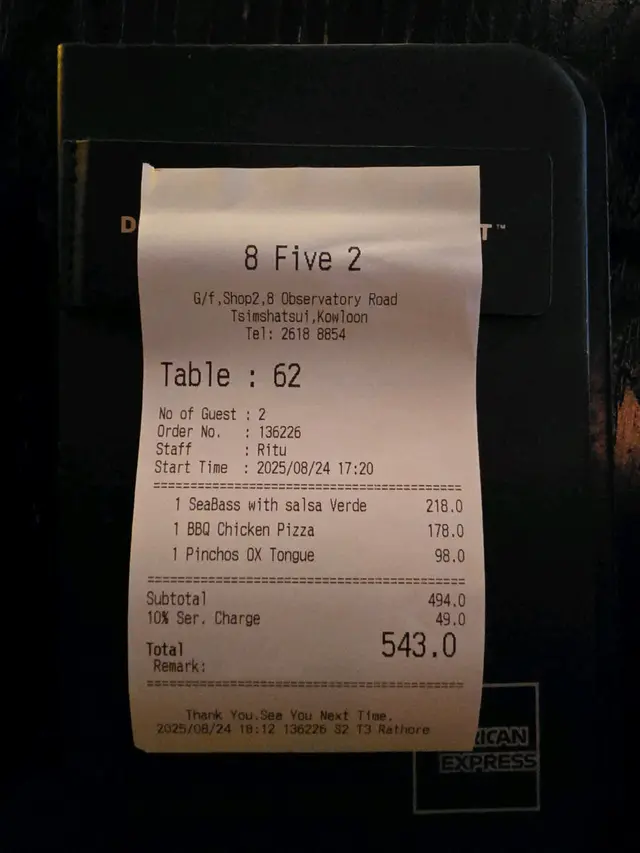 D T™
8 Five 2
G/f,Shop2,8 Observatory Road
Tsimshatsui,Kowloon
Tel: 2618 8854
Table : 62
No of Guest : 2
Order No. : 136226
Staff : Ritu
Start Time : 2025/08/24 17:20
1 SeaBass with salsa Verde 218.0
1 BBQ Chicken Pizza 178.0
1 Pinchos OX Tongue 98.0
Subtotal 494.0
10% Ser. Charge 49.0
Total 543.0
Remark:
Thank You.See You Next Time.
2025/08/24 18:12 136226 S2 T3 Rathore
RICAN
EXPRESS